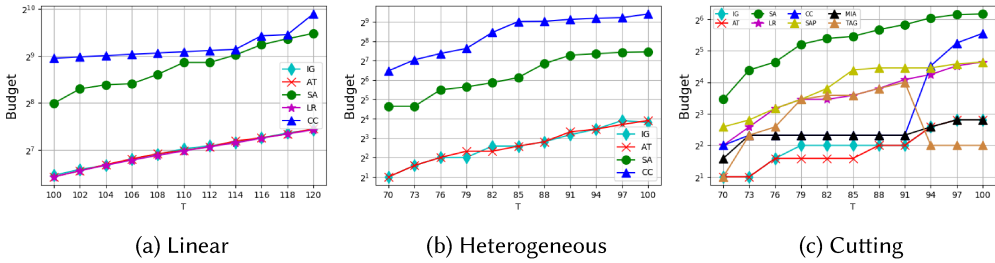 2^10
2^9
2^8
2^7
Budget
100 102 104 106 108 110 112 114 116 118 120
T
IG
AT
SA
LR
CC
(a) Linear
2^9
2^8
2^7
2^6
2^5
2^4
2^3
2^2
2^1
Budget
70 73 76 79 82 85 88 91 94 97 100
T
IG
AT
SA
CC
(b) Heterogeneous
2^6
2^5
2^4
2^3
2^2
2^1
Budget
70 73 76 79 82 85 88 91 94 97 100
T
IG SA CC MIA
AT LR SAP TAG
(c) Cutting